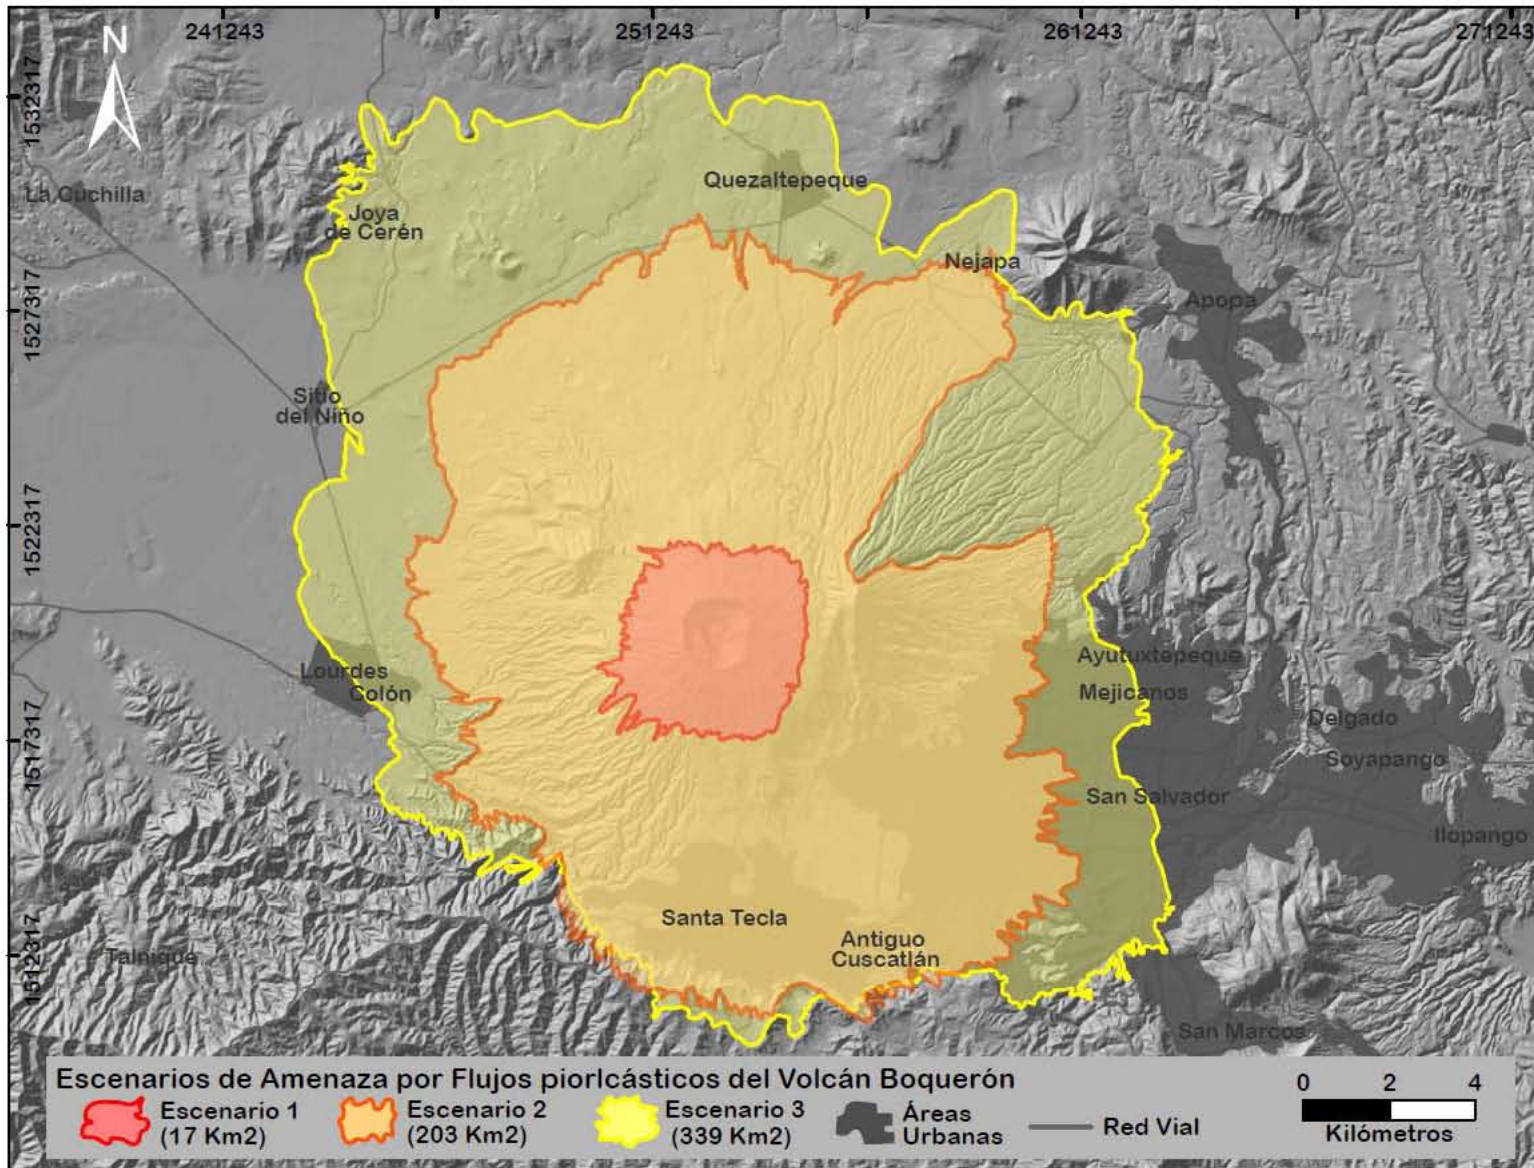 241243
251243
261243
271243
N
1532317
1527317
1522317
1517317
1512317
La Cuchilla
Joya
de Cerén
Quezaltepeque
Nejapa
Apopa
Sitio
del Niño
Lourdes
Colón
Ayutuxtepeque
Mejicanos
Delgado
Soyapango
San Salvador
Ilopango
Santa Tecla
Antiguo
Cuscatlán
Talnique
San Marcos
Escenarios de Amenaza por Flujos piorlcásticos del Volcán Boquerón
Escenario 1
(17 Km2)
Escenario 2
(203 Km2)
Escenario 3
(339 Km2)
Áreas
Urbanas
Red Vial
0 2 4
Kilómetros